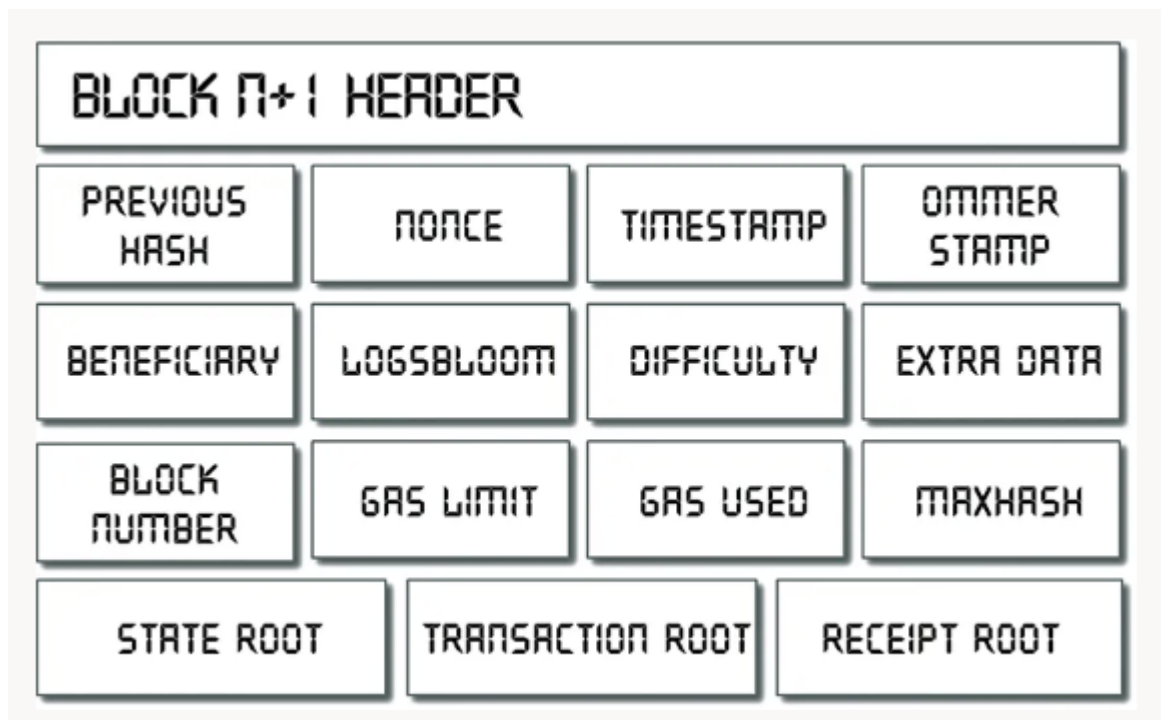 BLOCK N+1 HEADER
PREVIOUS
HASH
NONCE
TIMESTAMP
OMMER
STAMP
BENEFICIARY
LOGSBLOOM
DIFFICULTY
EXTRA DATA
BLOCK
NUMBER
GAS LIMIT
GAS USED
MAXHASH
STATE ROOT
TRANSACTION ROOT
RECEIPT ROOT